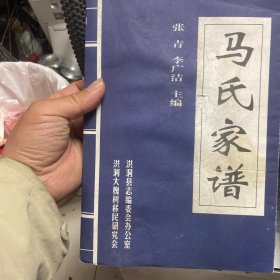 马氏家谱
张青 李广洁 主编
洪洞县志编委会办公室
洪洞大槐树移民研究会